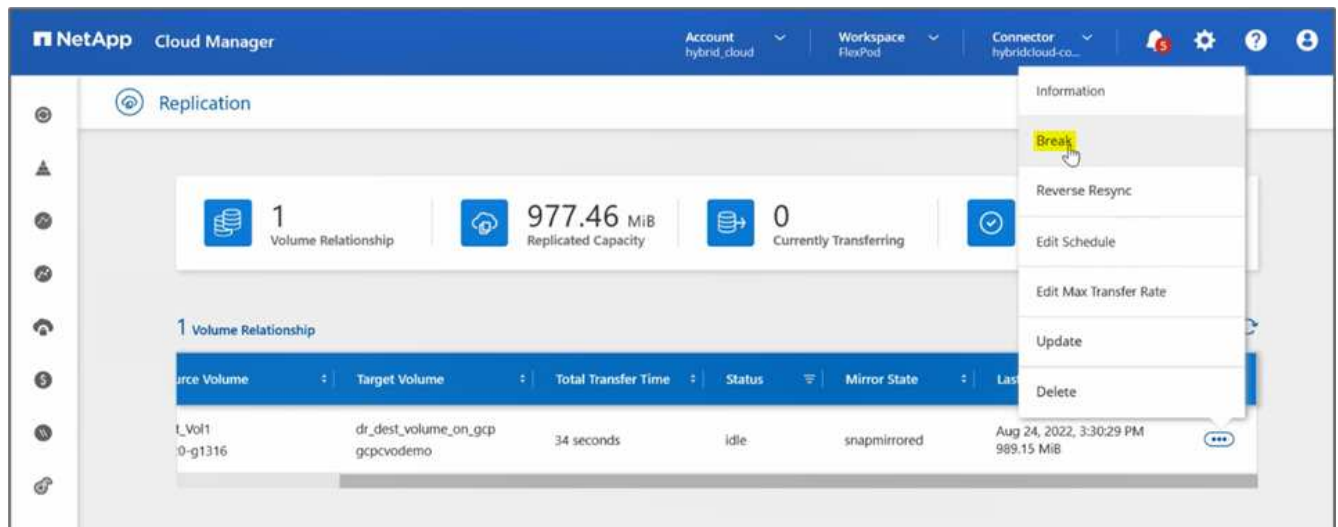 NetApp Cloud Manager
Account
hybrid_cloud
Workspace
FlexPod
Connector
hybridcloud-co...
5
Replication
1
Volume Relationship
977.46 MiB
Replicated Capacity
0
Currently Transferring
Information
Break
Reverse Resync
Edit Schedule
Edit Max Transfer Rate
Update
Delete
1 Volume Relationship
urce Volume
Target Volume
Total Transfer Time
Status
Mirror State
Las
t_Vol1
:0-g1316
dr_dest_volume_on_gcp
gcpcvodemo
34 seconds
idle
snapmirrored
Aug 24, 2022, 3:30:29 PM
989.15 MiB